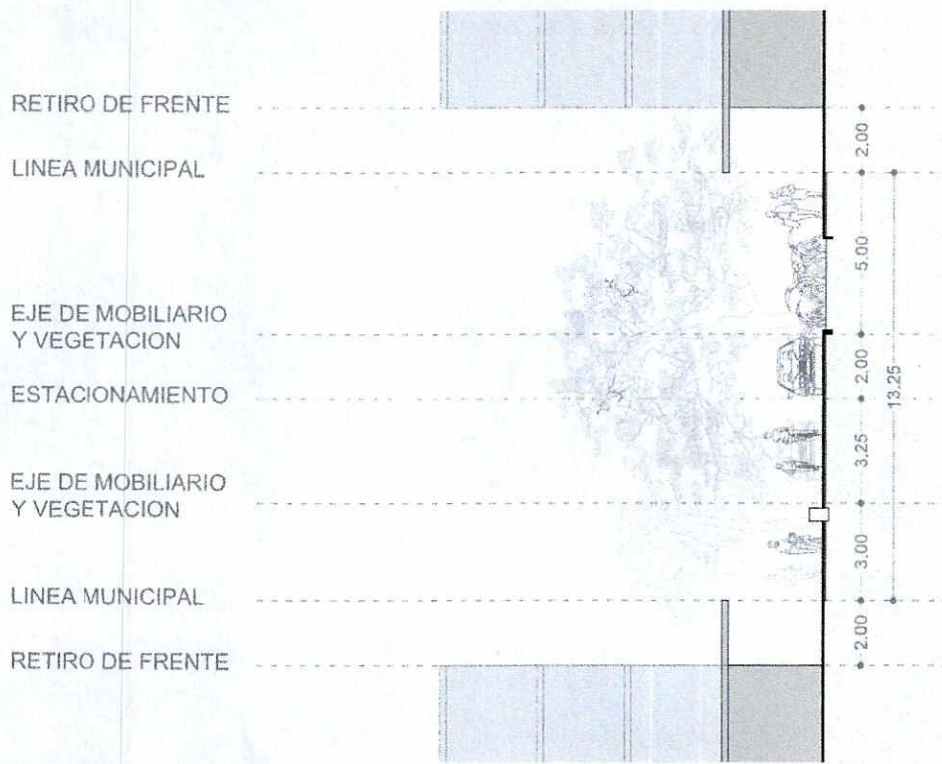 RETIRO DE FRENTE
LINEA MUNICIPAL
EJE DE MOBILIARIO
Y VEGETACION
ESTACIONAMIENTO
EJE DE MOBILIARIO
Y VEGETACION
LINEA MUNICIPAL
RETIRO DE FRENTE
2.00
5.00
2.00
13.25
3.25
3.00
2.00